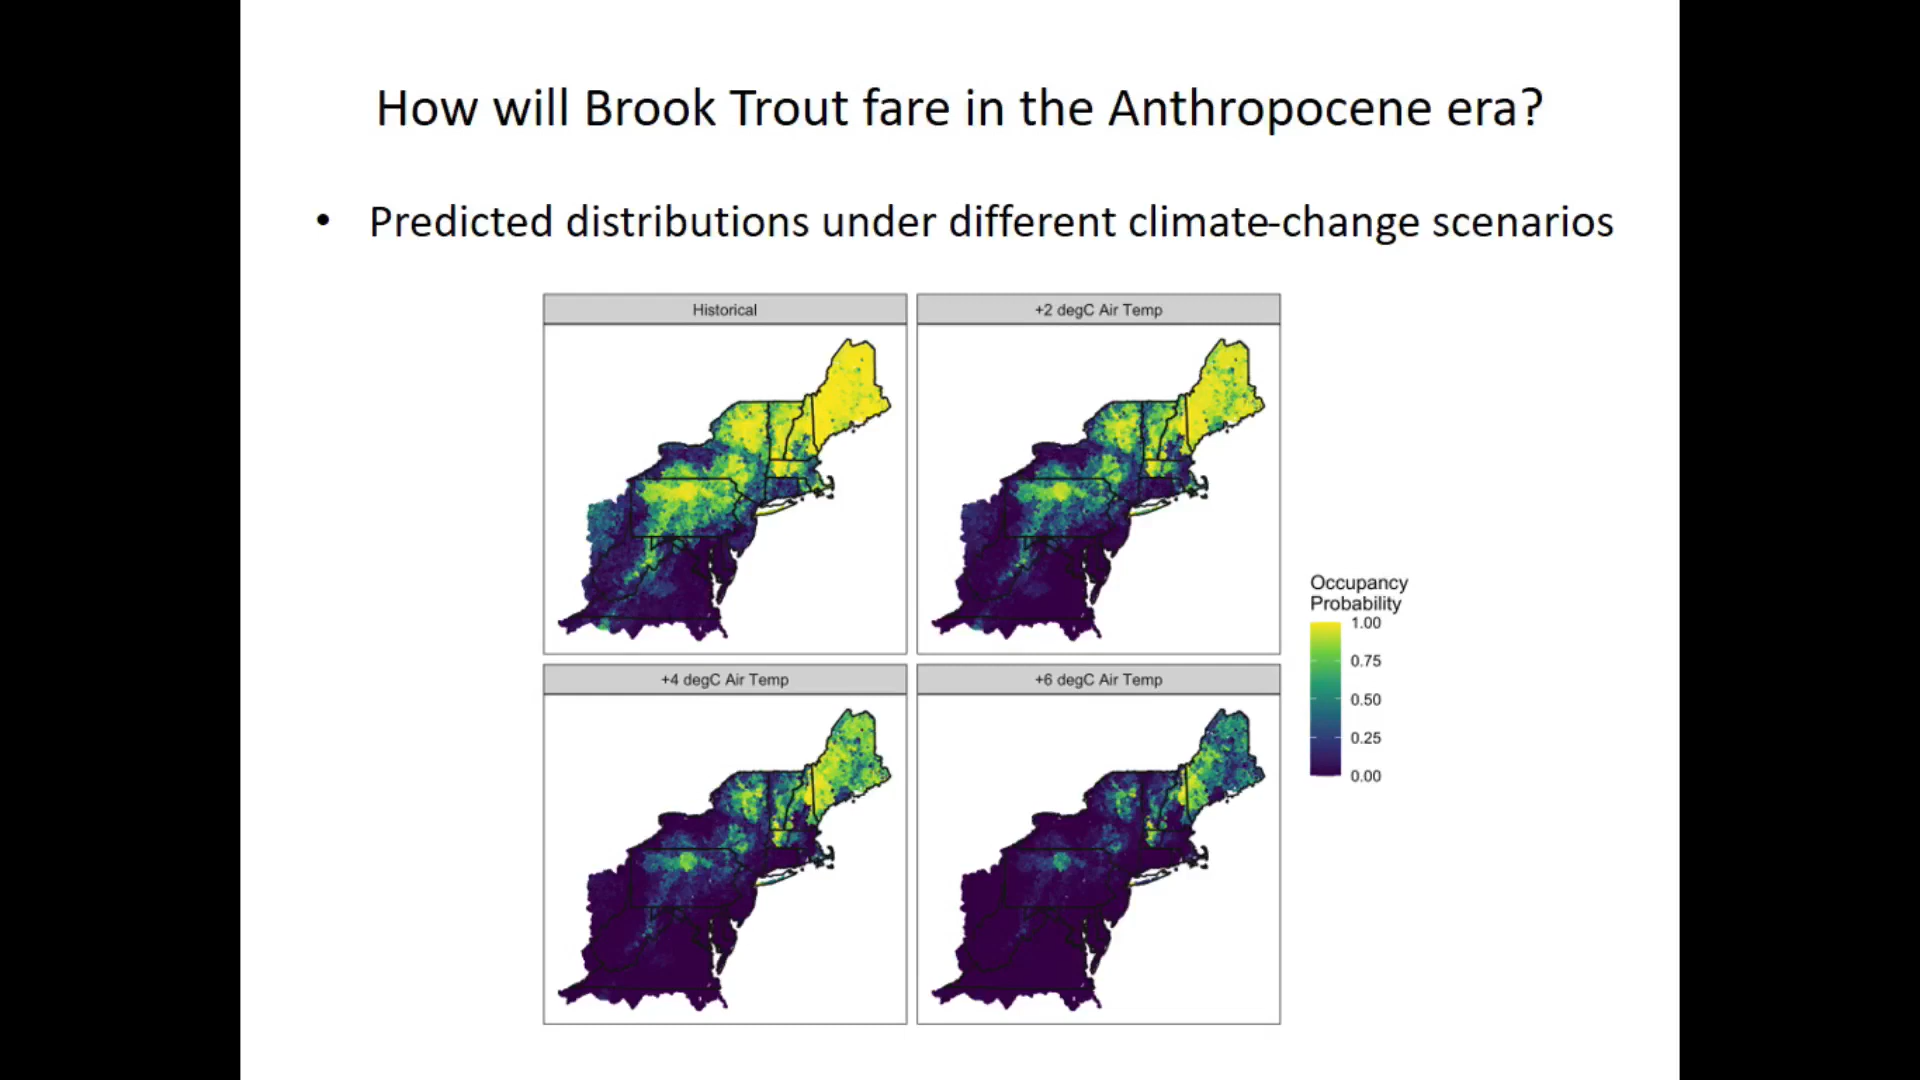 How will Brook Trout fare in the Anthropocene era?
• Predicted distributions under different climate-change scenarios
Historical
+2 degC Air Temp
+4 degC Air Temp
+6 degC Air Temp
Occupancy
Probability
1.00
0.75
0.50
0.25
0.00